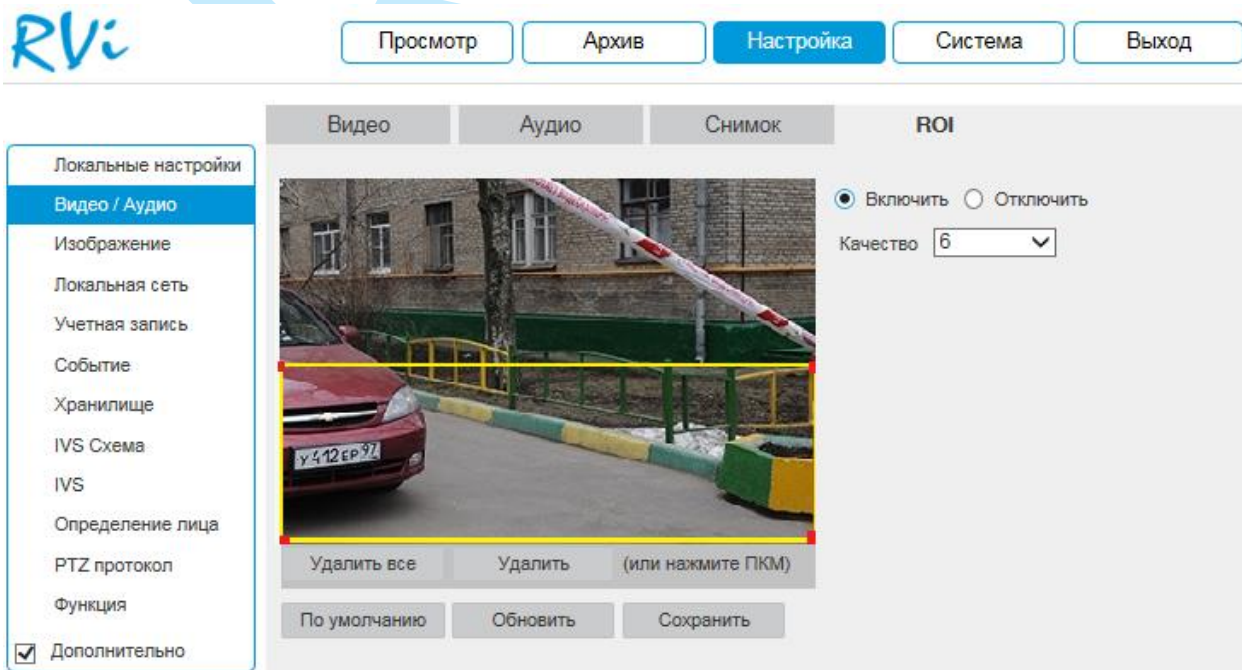 RVi
Просмотр
Архив
Настройка
Система
Выход
Видео
Аудио
Снимок
ROI
Локальные настройки
Видео / Аудио
Изображение
Локальная сеть
Учетная запись
Событие
Хранилище
IVS Схема
IVS
Определение лица
PTZ протокол
Функция
Дополнительно
Включить
Отключить
Качество 6
У412ЕР 97
Удалить все
Удалить
(или нажмите ПКМ)
По умолчанию
Обновить
Сохранить